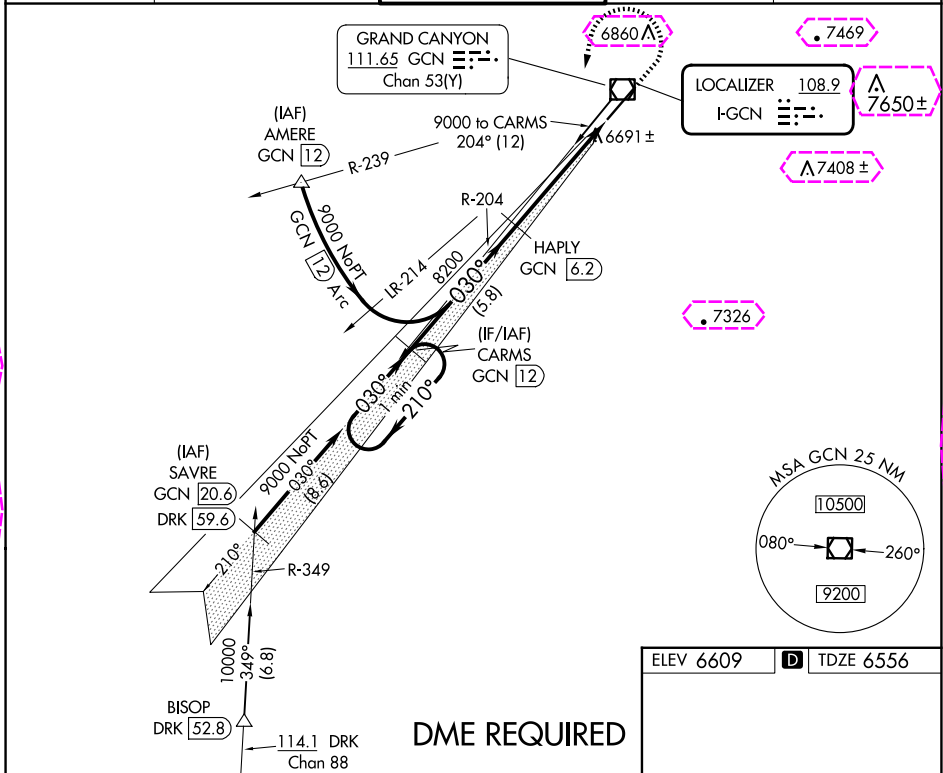 GRAND CANYON
111.65 GCN
Chan 53(Y)
6860
7469
LOCALIZER 108.9
I-GCN
7650 ±
(IAF)
AMERE
GCN 12
9000 to CARMS
204° (12)
6691 ±
7408 ±
R-239
R-204
9000 NoPT
GCN 12 Arc
LR-214
8200
030°
(5.8)
HAPLY
GCN 6.2
7326
(IF/IAF)
CARMS
GCN 12
030°
1 min
210°
(IAF)
SAVRE
GCN 20.6
DRK 59.6
9000 NoPT
030°
(8.6)
210°
R-349
MSA GCN 25 NM
10500
080°
260°
9200
10000
349°
(6.8)
ELEV 6609 D TDZE 6556
BISOP
DRK 52.8
DME REQUIRED
114.1 DRK
Chan 88